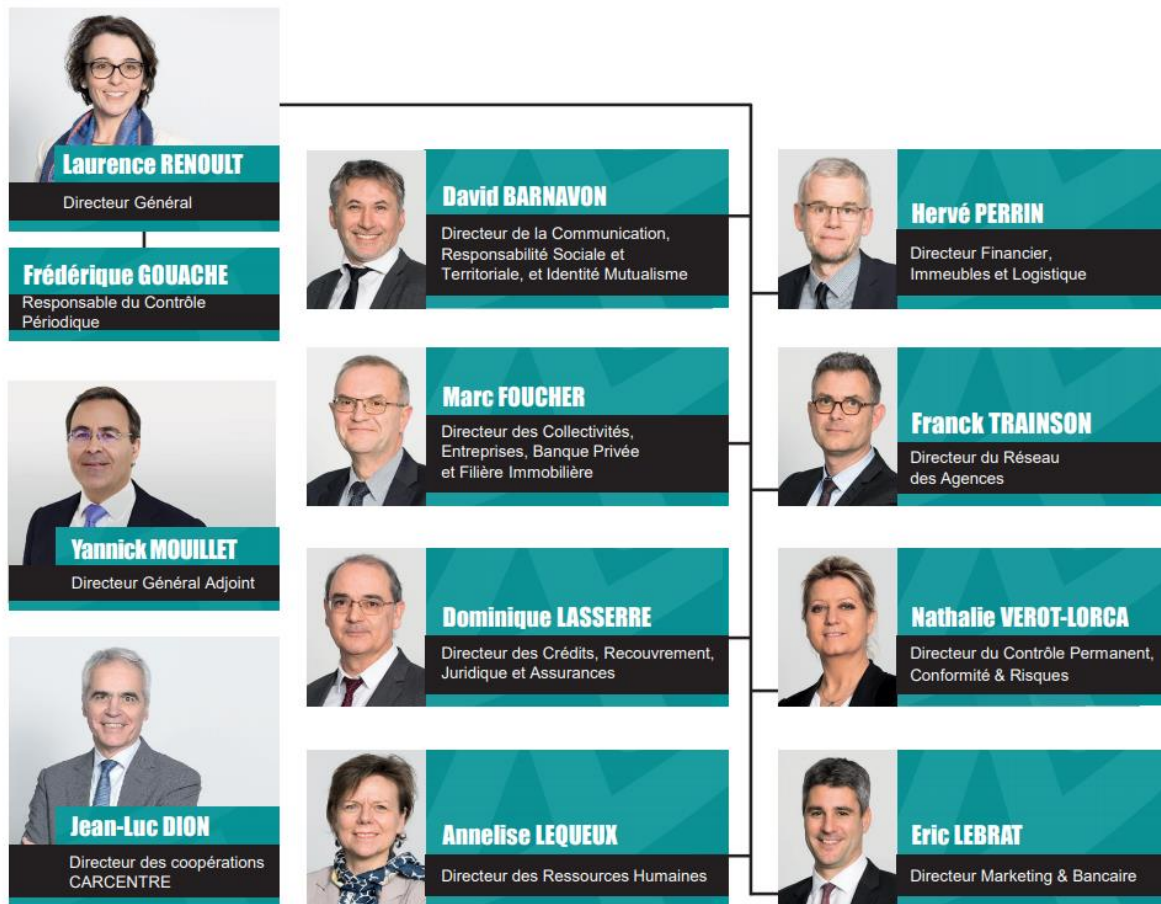 Laurence RENOULT
Directeur Général
Frédérique GOUACHE
Responsable du Contrôle
Périodique
Yannick MOUILLET
Directeur Général Adjoint
Jean-Luc DION
Directeur des coopérations
CARCENTRE
David BARNAVON
Directeur de la Communication,
Responsabilité Sociale et
Territoriale, et Identité Mutualisme
Marc FOUCHER
Directeur des Collectivités,
Entreprises, Banque Privée
et Filière Immobilière
Dominique LASSERRE
Directeur des Crédits, Recouvrement,
Juridique et Assurances
Annelise LEQUEUX
Directeur des Ressources Humaines
Hervé PERRIN
Directeur Financier,
Immeubles et Logistique
Franck TRAINSON
Directeur du Réseau
des Agences
Nathalie VEROT-LORCA
Directeur du Contrôle Permanent,
Conformité & Risques
Eric LEBRAT
Directeur Marketing & Bancaire